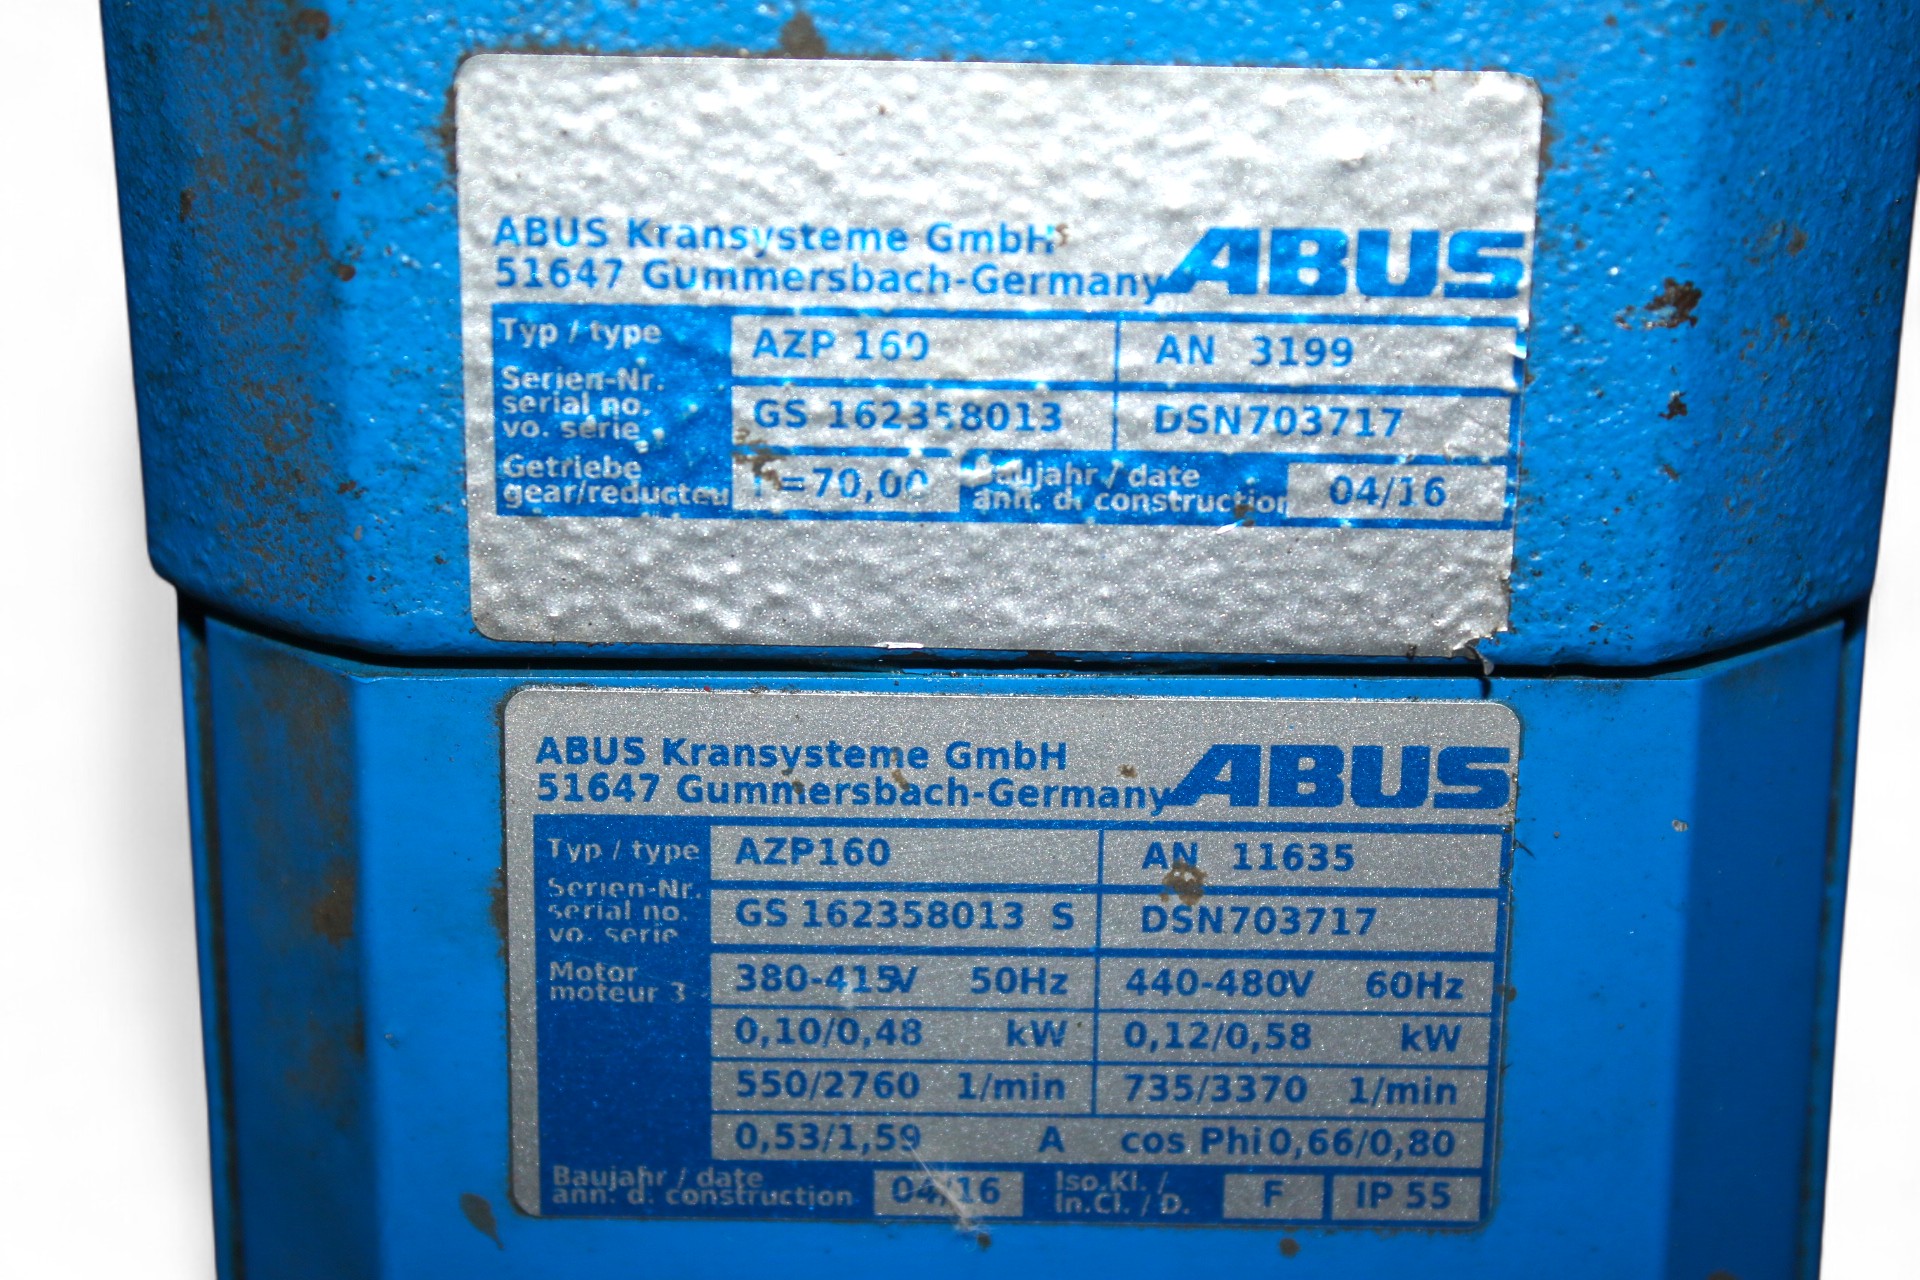 ABUS Kransysteme GmbH
51647 Gummersbach-Germany ABUS
Typ / type AZP 160 AN 3199
Serien-Nr.
serial no. GS 162358013 DSN703717
vo. serie
Getriebe Baujahr / date
gear/reducteu =70,00 ann. d. construction 04/16
ABUS Kransysteme GmbH
51647 Gummersbach-Germany ABUS
Typ / type AZP160 AN 11635
Serien-Nr.
serial no. GS 162358013 S DSN703717
vo. serie
Motor 380-415V 50Hz 440-480V 60Hz
moteur 3
0,10/0,48 kW 0,12/0,58 kW
550/2760 1/min 735/3370 1/min
0,53/1,59 A cos Phi 0,66/0,80
Baujahr / date Iso.Kl. /
ann. d. construction 04/16 In.Cl. / D. F IP 55